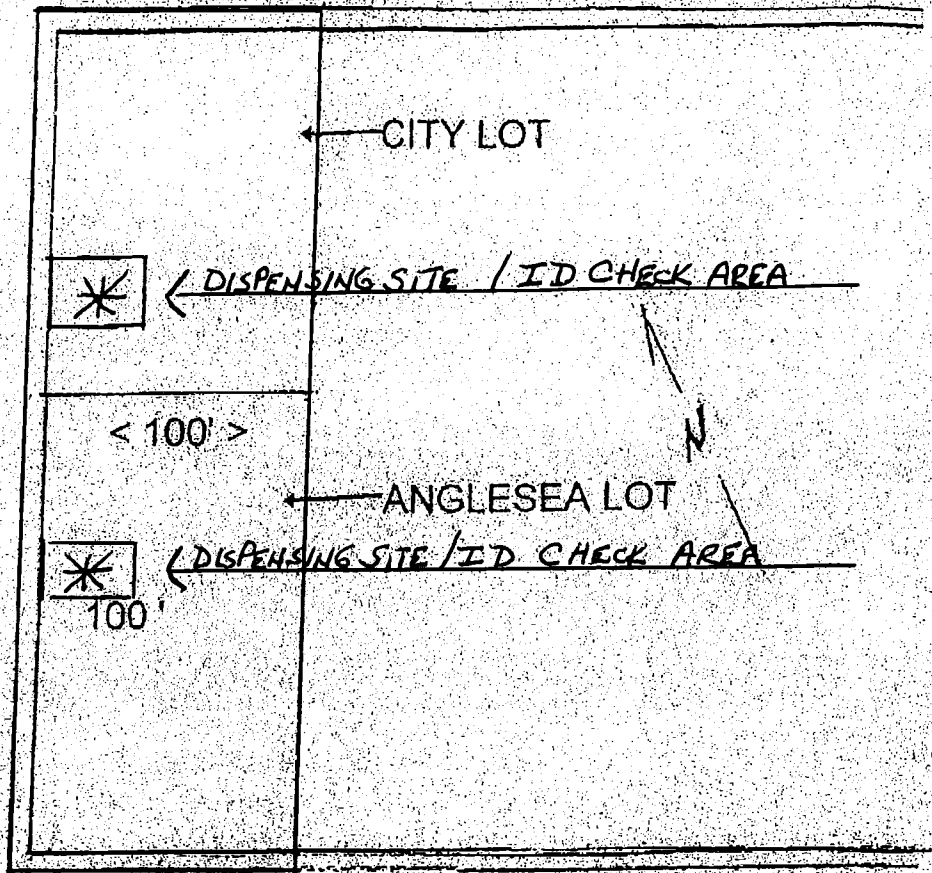 CITY LOT
DISPENSING SITE / ID CHECK AREA
< 100' >
N
ANGLESEA LOT
DISPENSING SITE / ID CHECK AREA
100'